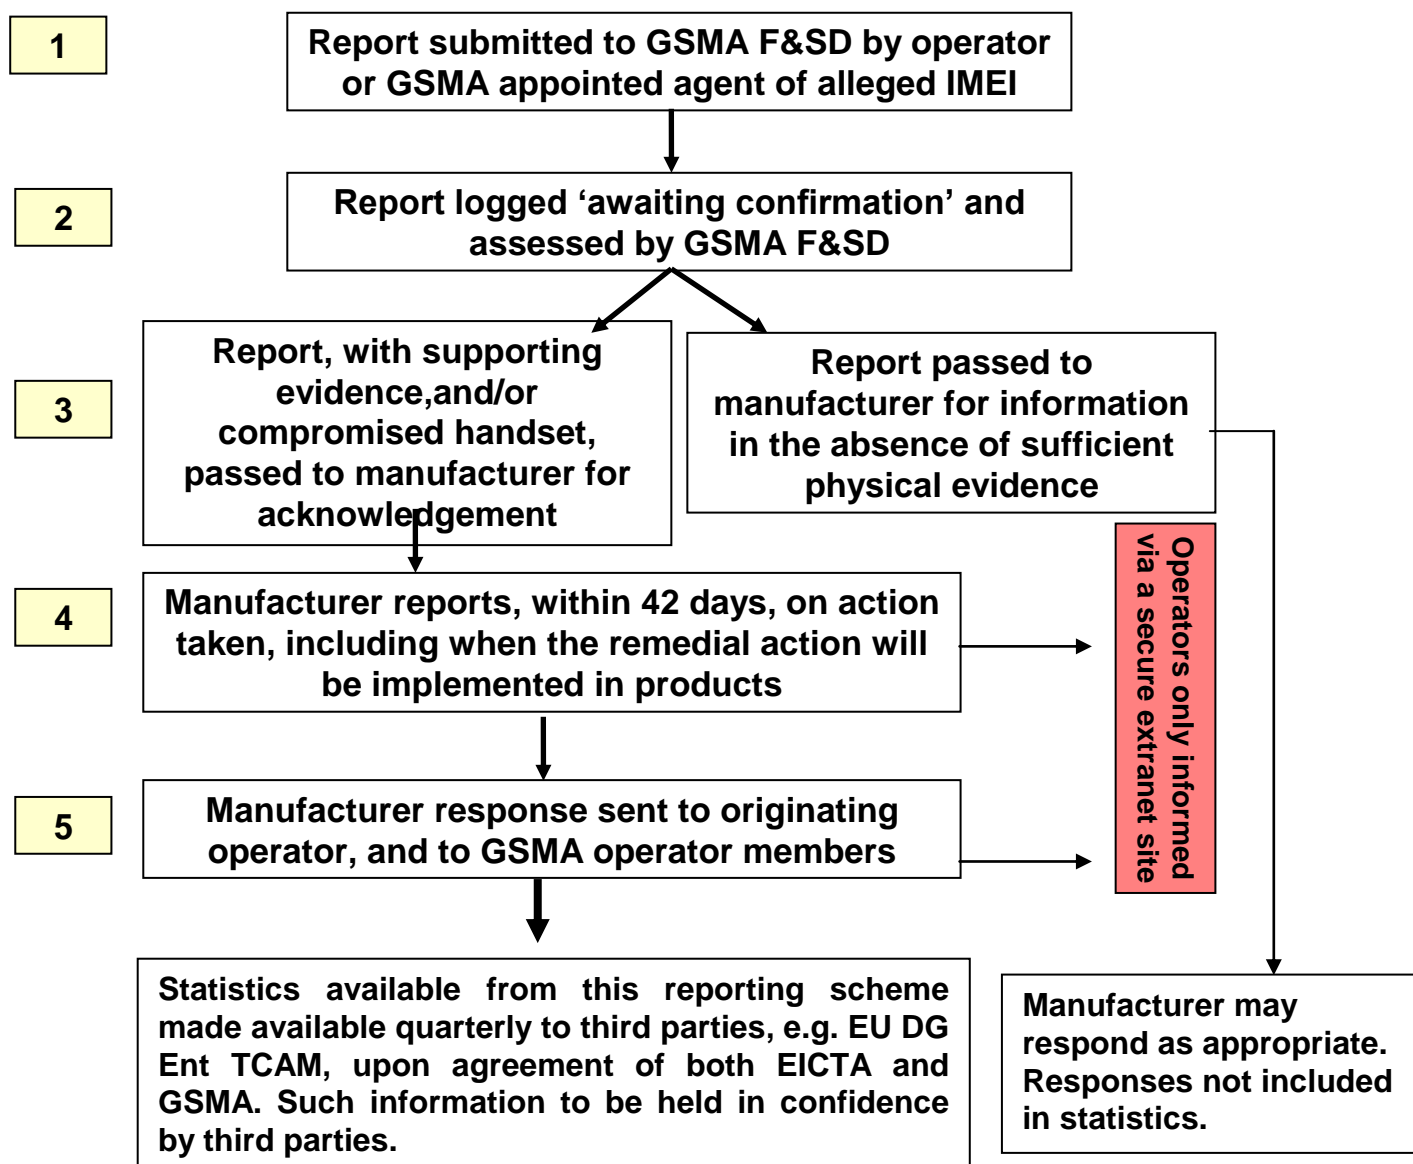 1
Report submitted to GSMA F&SD by operator
or GSMA appointed agent of alleged IMEI
2
Report logged ‘awaiting confirmation’ and
assessed by GSMA F&SD
3
Report, with supporting
evidence,and/or
compromised handset,
passed to manufacturer for
acknowledgement
Report passed to
manufacturer for information
in the absence of sufficient
physical evidence
4
Manufacturer reports, within 42 days, on action
taken, including when the remedial action will
be implemented in products
Operators only informed
via a secure extranet site
5
Manufacturer response sent to originating
operator, and to GSMA operator members
Statistics available from this reporting scheme
made available quarterly to third parties, e.g. EU DG
Ent TCAM, upon agreement of both EICTA and
GSMA. Such information to be held in confidence
by third parties.
Manufacturer may
respond as appropriate.
Responses not included
in statistics.